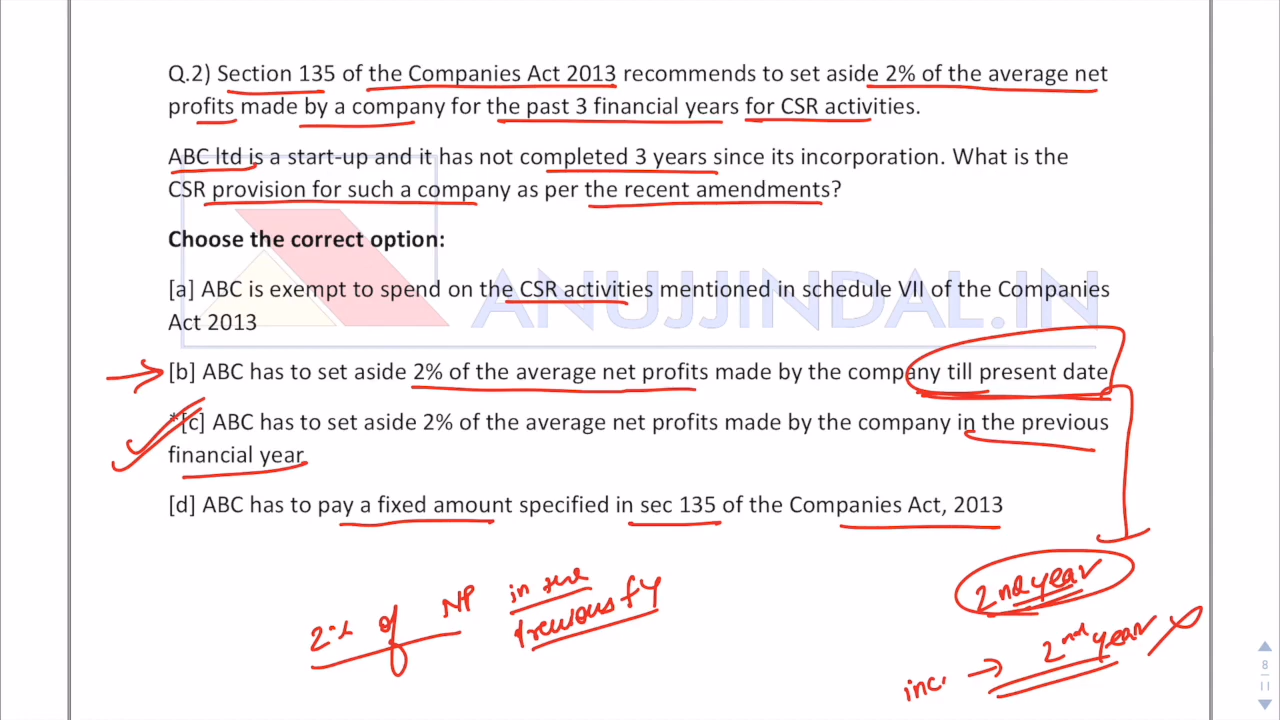 Q.2) Section 135 of the Companies Act 2013 recommends to set aside 2% of the average net
profits made by a company for the past 3 financial years for CSR activities.
ABC ltd is a start-up and it has not completed 3 years since its incorporation. What is the
CSR provision for such a company as per the recent amendments?
Choose the correct option:
[a] ABC is exempt to spend on the CSR activities mentioned in schedule VII of the Companies
Act 2013
ANUJJINDAL.IN
[b] ABC has to set aside 2% of the average net profits made by the company till present date
*[c] ABC has to set aside 2% of the average net profits made by the company in the previous
financial year
[d] ABC has to pay a fixed amount specified in sec 135 of the Companies Act, 2013
2nd year
2% of NP in the
Previous FY
inc. → 2nd year
8
11